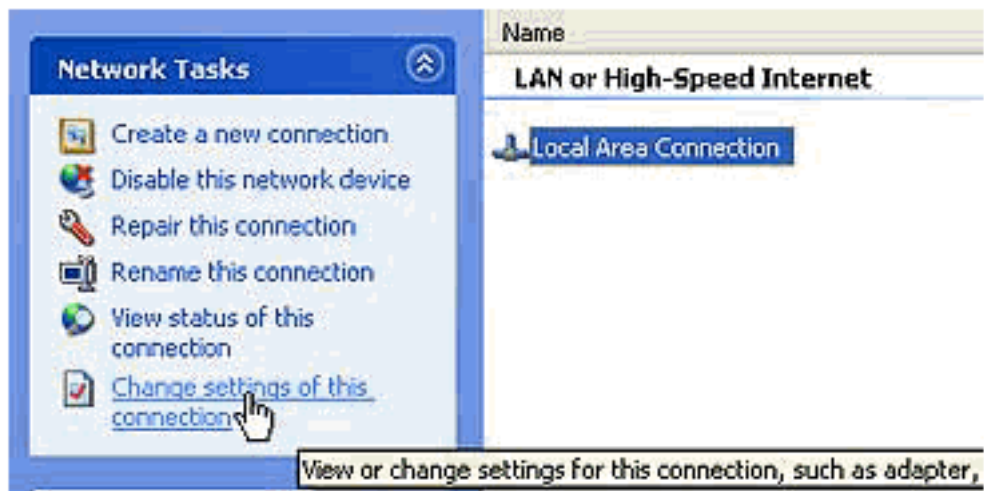 Name
Network Tasks
LAN or High-Speed Internet
Create a new connection
Local Area Connection
Disable this network device
Repair this connection
Rename this connection
View status of this
connection
Change settings of this
connection
View or change settings for this connection, such as adapter,